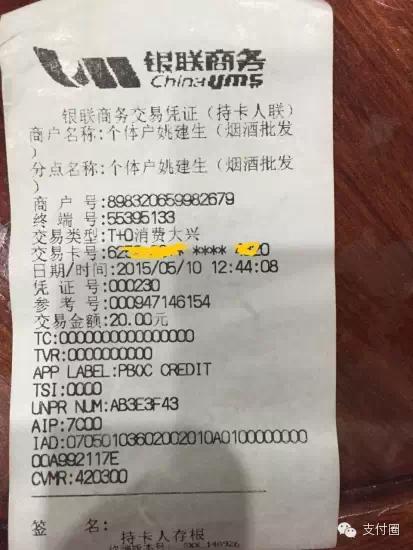 银联商务
China ums
银联商务交易凭证(持卡人联)
商户名称:个体户姚建生(烟酒批发
)
分点名称:个体户姚建生(烟酒批发
)
商 户 号:898320659982679
终 端 号:55395133
交易类型:T+0消费大兴
交易卡号:62 **** 20
日期/时间:2015/05/10 12:44:08
凭 证 号:000230
参 考 号:000947146154
交易金额:20.00元
TC:0000000000000000
TVR:0000000000
APP LABEL:PBOC CREDIT
TSI:0000
UNPR NUM:AB3E3F43
AIP:7C00
IAD:07050103602002010A0100000000
00A992117E
CVMR:420300
签 名:
持卡人存根
支付圈